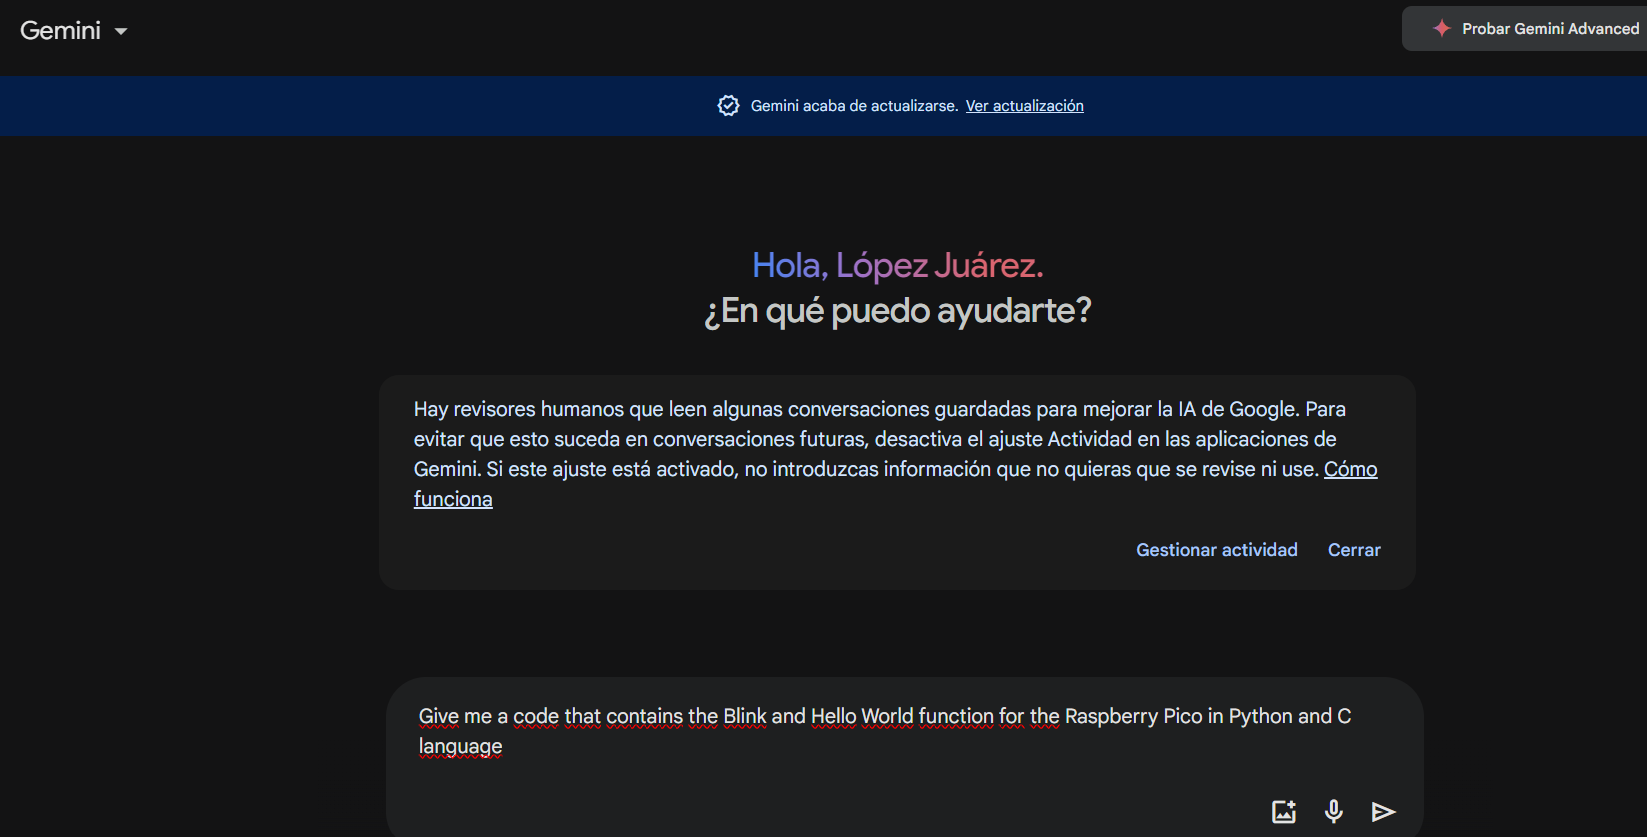 Gemini
Probar Gemini Advanced
Gemini acaba de actualizarse. Ver actualización
Hola, López Juárez.
¿En qué puedo ayudarte?
Hay revisores humanos que leen algunas conversaciones guardadas para mejorar la IA de Google. Para
evitar que esto suceda en conversaciones futuras, desactiva el ajuste Actividad en las aplicaciones de
Gemini. Si este ajuste está activado, no introduzcas información que no quieras que se revise ni use. Cómo
funciona
Gestionar actividad Cerrar
Give me a code that contains the Blink and Hello World function for the Raspberry Pico in Python and C
language